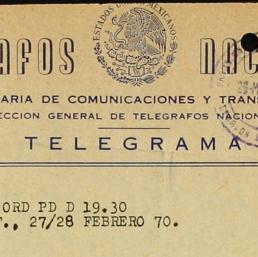 ESTADOS UNIDOS MEXICANOS
AFOS NAC
ARIA DE COMUNICACIONES Y TRANS
ECCION GENERAL DE TELEGRAFOS NACION
TELEGRAMA
ORD PD D 19.30
T., 27/28 FEBRERO 70.